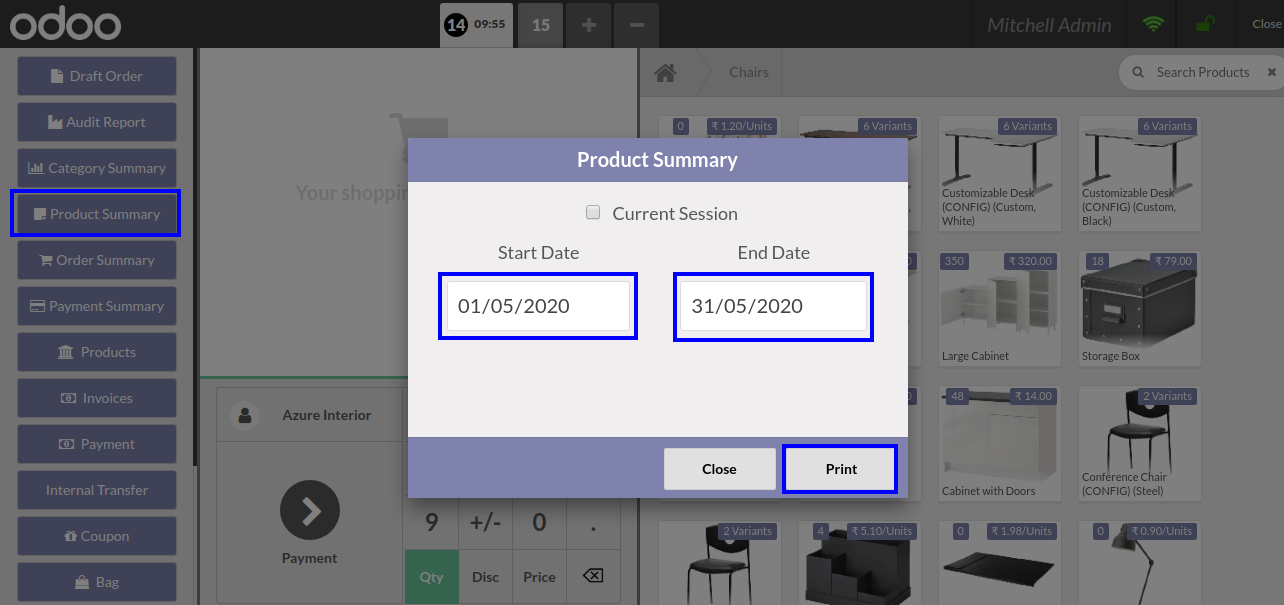 odoo
14 09:55
15
+
−
Mitchell Admin
Close
Draft Order
Audit Report
Category Summary
Product Summary
Order Summary
Payment Summary
Products
Invoices
Payment
Internal Transfer
Coupon
Bag
Your shoppin
Azure Interior
Payment
9 +/- 0 .
Qty Disc Price
Chairs
Search Products
Product Summary
Current Session
Start Date End Date
01/05/2020 31/05/2020
Close Print
0 ₹ 1.20/Units
6 Variants
6 Variants
Customizable Desk
(CONFIG) (Custom,
White)
6 Variants
Customizable Desk
(CONFIG) (Custom,
Black)
350 ₹ 320.00
Large Cabinet
18 ₹ 79.00
Storage Box
48 ₹ 14.00
Cabinet with Doors
2 Variants
Conference Chair
(CONFIG) (Steel)
2 Variants
4 ₹ 5.10/Units
0 ₹ 1.98/Units
0 ₹ 0.90/Units